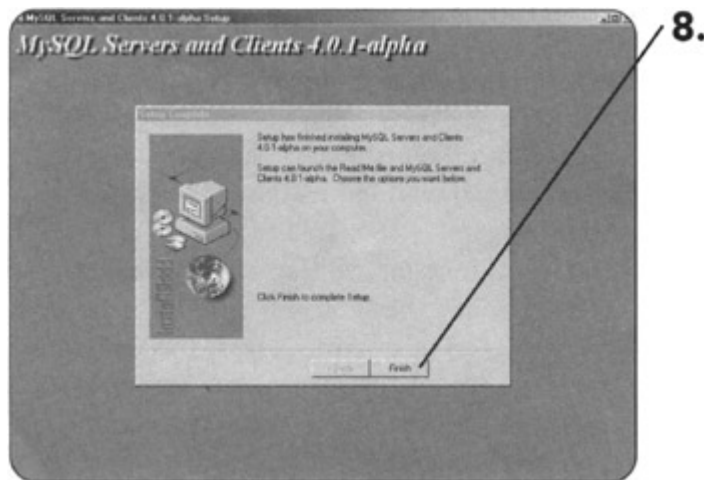 MySQL Servers and Clients 4.0.1-alpha Setup
MySQL Servers and Clients 4.0.1-alpha
8.
Setup Complete
Setup has finished installing MySQL Servers and Clients
4.0.1-alpha on your computer.
Setup can launch the Read Me file and MySQL Servers and
Clients 4.0.1-alpha. Choose the options you want below.
Click Finish to complete Setup.
Finish